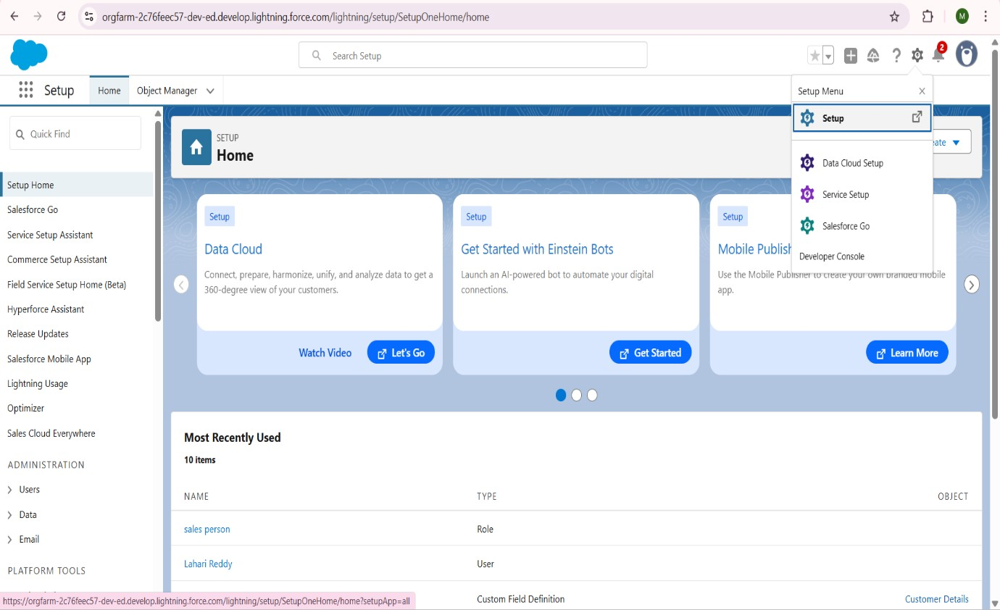 orgfarm-2c76feec57-dev-ed.develop.lightning.force.com/lightning/setup/SetupOneHome/home
M
Search Setup
2
Setup
Home
Object Manager
Setup Menu
Setup
Data Cloud Setup
Service Setup
Salesforce Go
Developer Console
Quick Find
Setup Home
Salesforce Go
Service Setup Assistant
Commerce Setup Assistant
Field Service Setup Home (Beta)
Hyperforce Assistant
Release Updates
Salesforce Mobile App
Lightning Usage
Optimizer
Sales Cloud Everywhere
ADMINISTRATION
Users
Data
Email
PLATFORM TOOLS
SETUP
Home
Setup
Data Cloud
Connect, prepare, harmonize, unify, and analyze data to get a
360-degree view of your customers.
Watch Video
Let's Go
Setup
Get Started with Einstein Bots
Launch an AI-powered bot to automate your digital
connections.
Get Started
Setup
Mobile Publish
Use the Mobile Publisher to create your own branded mobile
app.
Learn More
Most Recently Used
10 items
NAME TYPE OBJECT
sales person Role
Lahari Reddy User
Custom Field Definition Customer Details
https://orgfarm-2c76feec57-dev-ed.develop.lightning.force.com/lightning/setup/SetupOneHome/home?setupApp=all